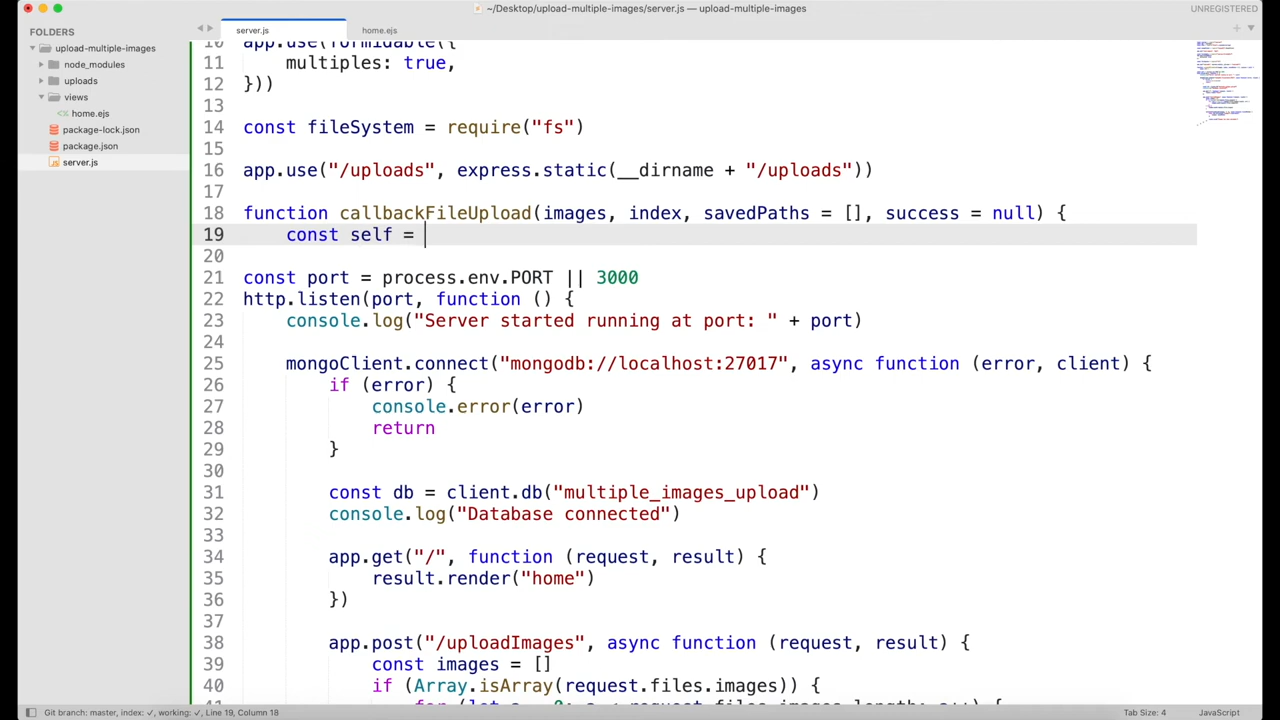 ~/Desktop/upload-multiple-images/server.js — upload-multiple-images
UNREGISTERED
FOLDERS
upload-multiple-images
node_modules
uploads
views
home.ejs
package-lock.json
package.json
server.js
server.js
home.ejs
10 app.use(formidable({
11 multiples: true,
12 }))
13
14 const fileSystem = require("fs")
15
16 app.use("/uploads", express.static(__dirname + "/uploads"))
17
18 function callbackFileUpload(images, index, savedPaths = [], success = null) {
19 const self =
20
21 const port = process.env.PORT || 3000
22 http.listen(port, function () {
23 console.log("Server started running at port: " + port)
24
25 mongoClient.connect("mongodb://localhost:27017", async function (error, client) {
26 if (error) {
27 console.error(error)
28 return
29 }
30
31 const db = client.db("multiple_images_upload")
32 console.log("Database connected")
33
34 app.get("/", function (request, result) {
35 result.render("home")
36 })
37
38 app.post("/uploadImages", async function (request, result) {
39 const images = []
40 if (Array.isArray(request.files.images)) {
Git branch: master, index: ✓, working: ✓, Line 19, Column 18
Tab Size: 4
JavaScript